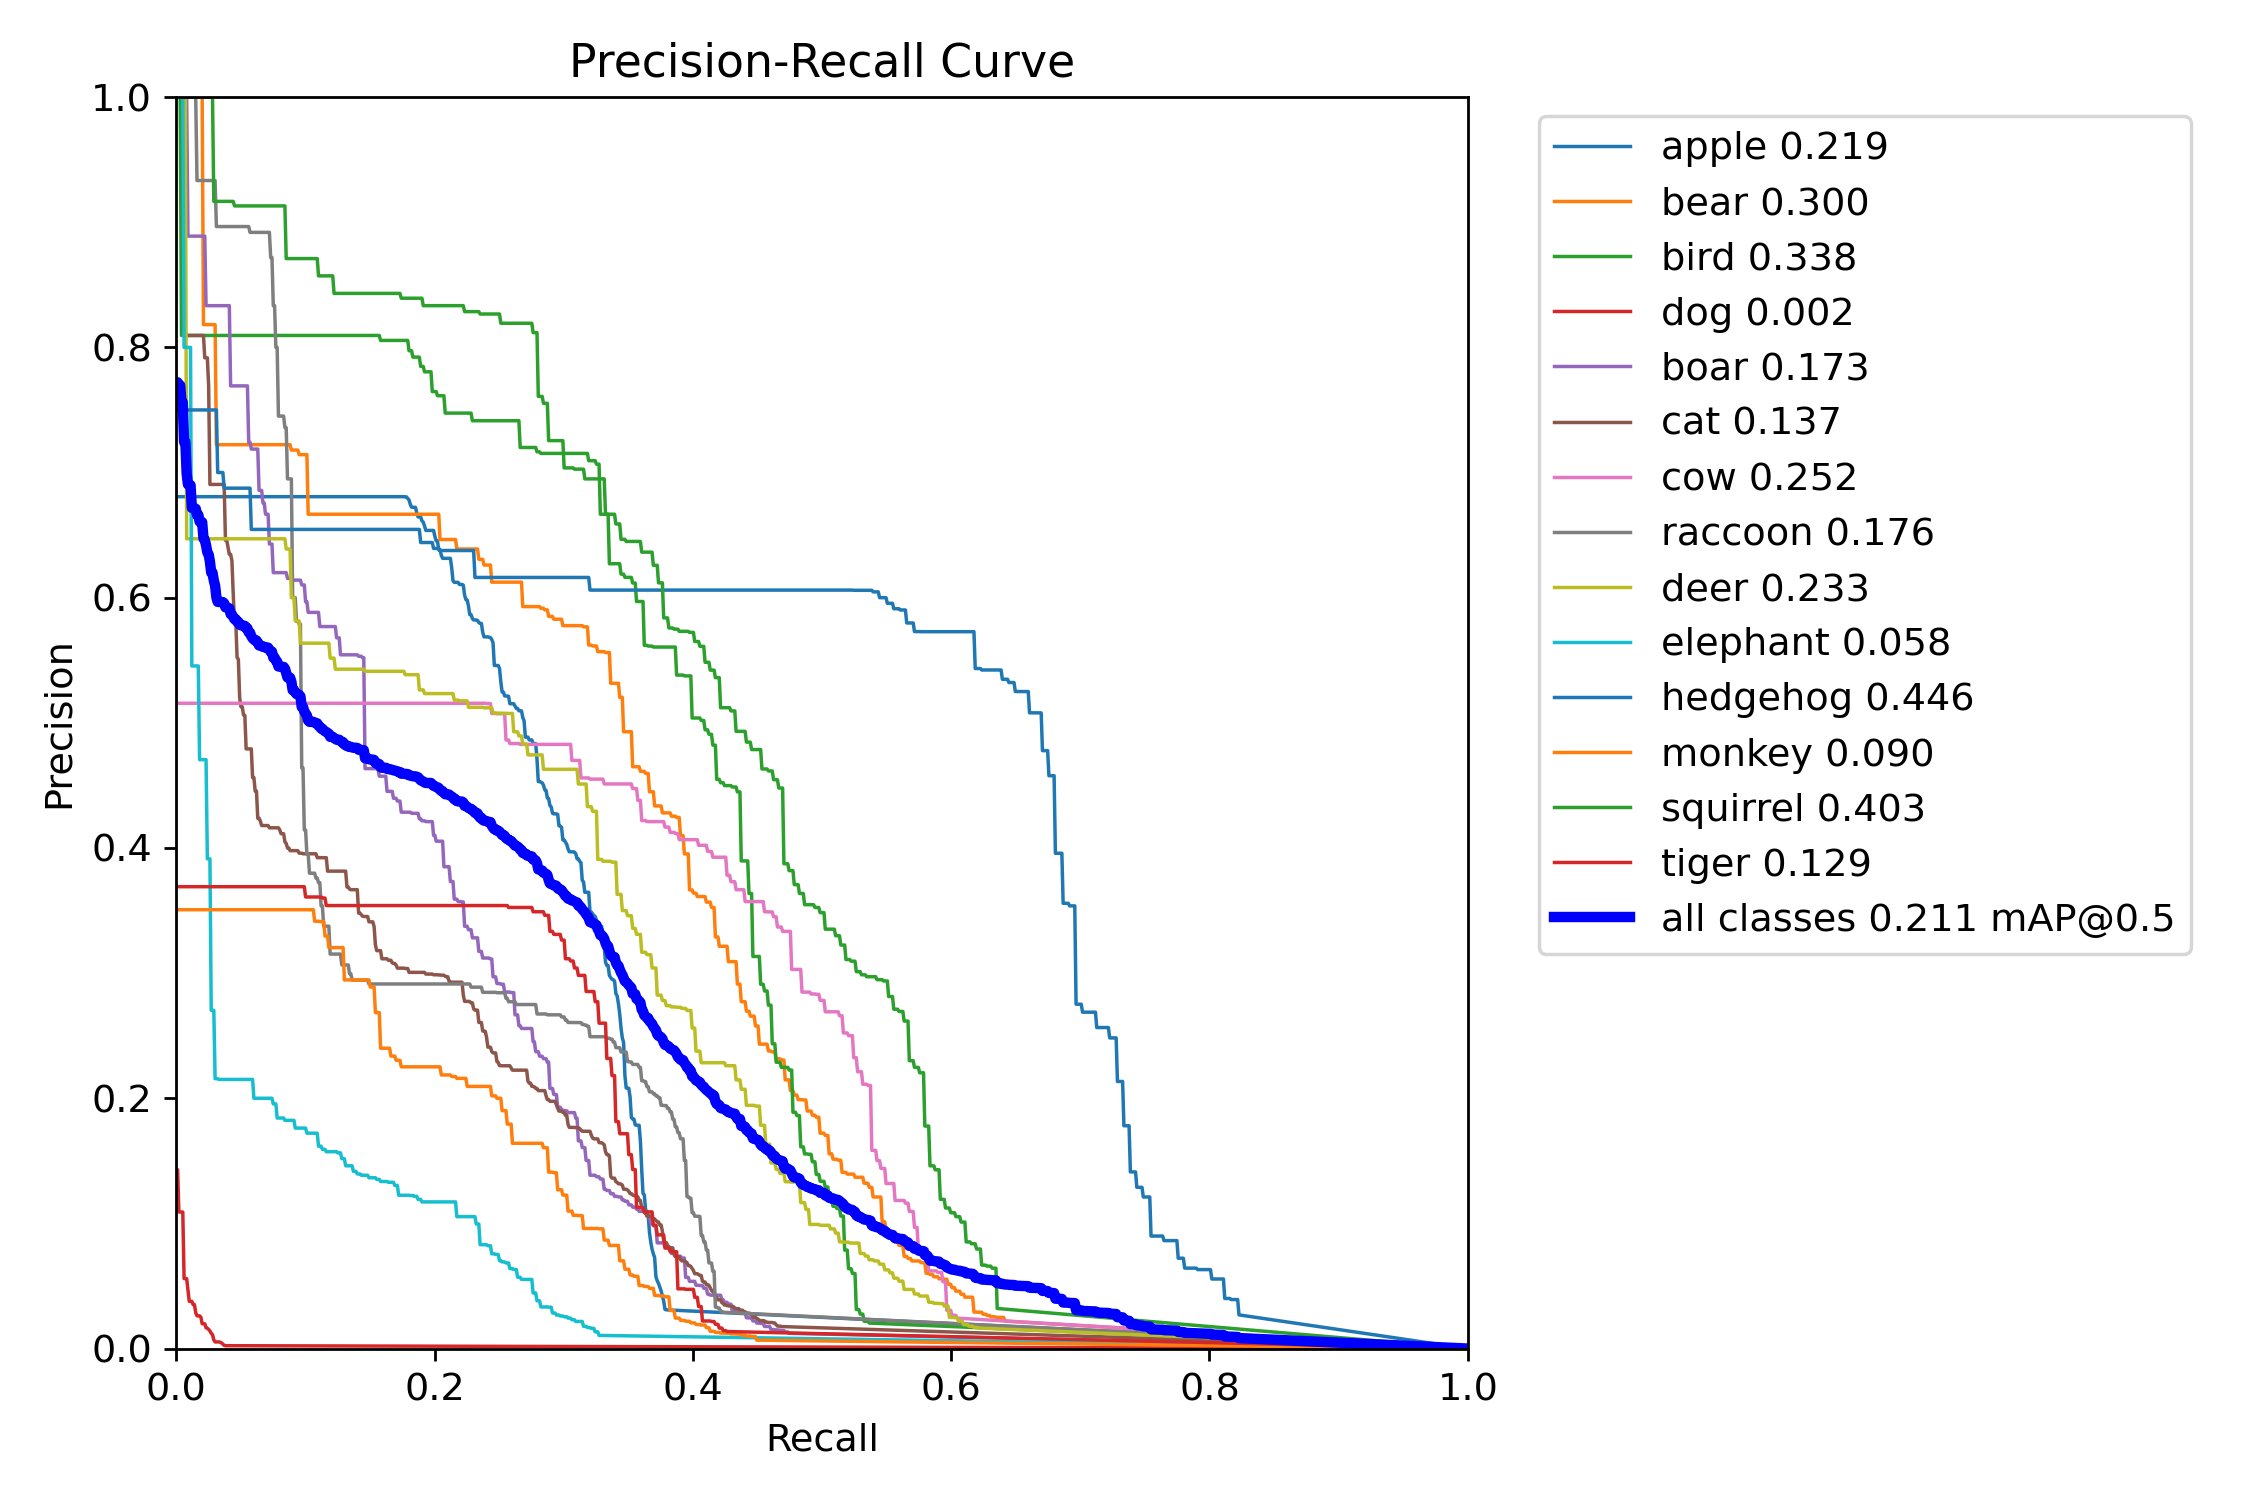 Precision-Recall Curve
1.0
0.8
0.6
0.4
0.2
0.0
Precision
0.0 0.2 0.4 0.6 0.8 1.0
Recall
apple 0.219
bear 0.300
bird 0.338
dog 0.002
boar 0.173
cat 0.137
cow 0.252
raccoon 0.176
deer 0.233
elephant 0.058
hedgehog 0.446
monkey 0.090
squirrel 0.403
tiger 0.129
all classes 0.211 mAP@0.5